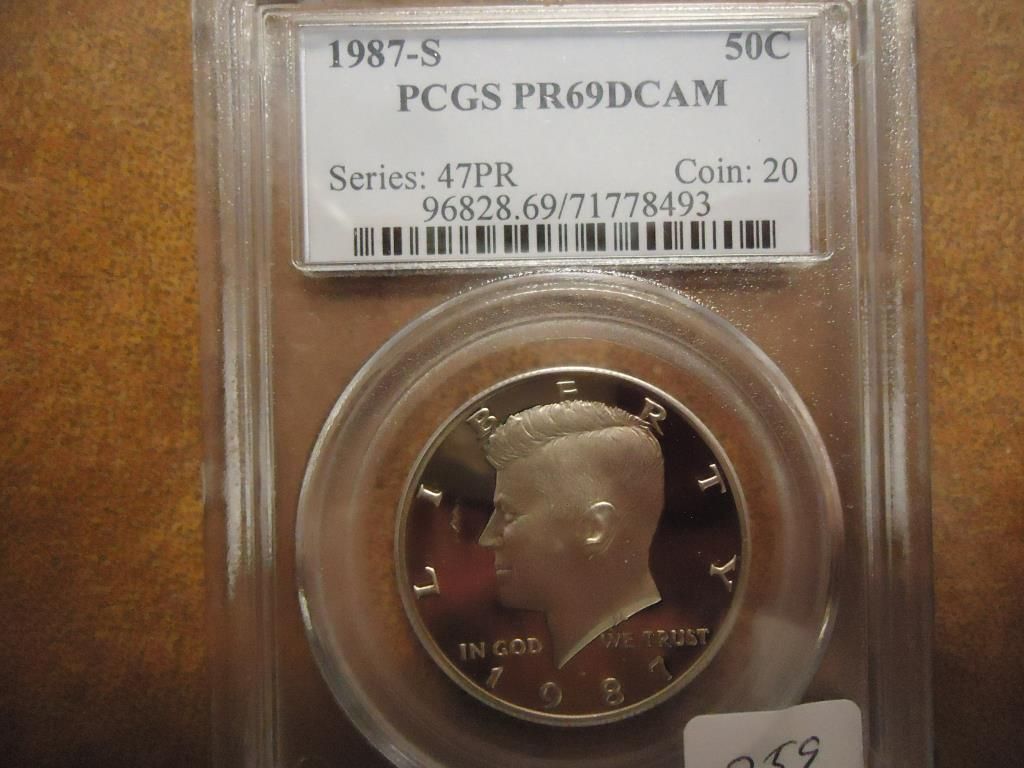 1987-S 50C
PCGS PR69DCAM
Series: 47PR Coin: 20
96828.69/71778493
LIBERTY
IN GOD WE TRUST
1987